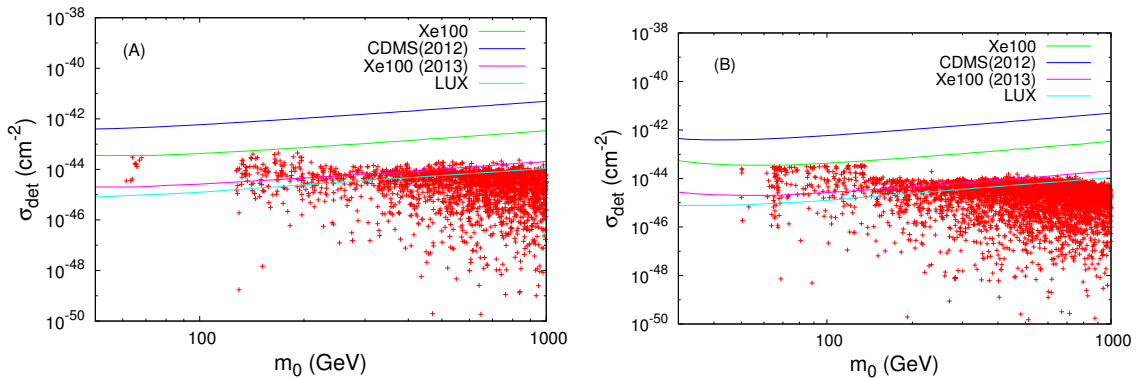 (A)
Xe100
CDMS(2012)
Xe100 (2013)
LUX
10^-38
10^-40
10^-42
10^-44
10^-46
10^-48
10^-50
σ_det (cm^-2)
100
1000
m_0 (GeV)
(B)
Xe100
CDMS(2012)
Xe100 (2013)
LUX
10^-38
10^-40
10^-42
10^-44
10^-46
10^-48
10^-50
σ_det (cm^-2)
100
1000
m_0 (GeV)